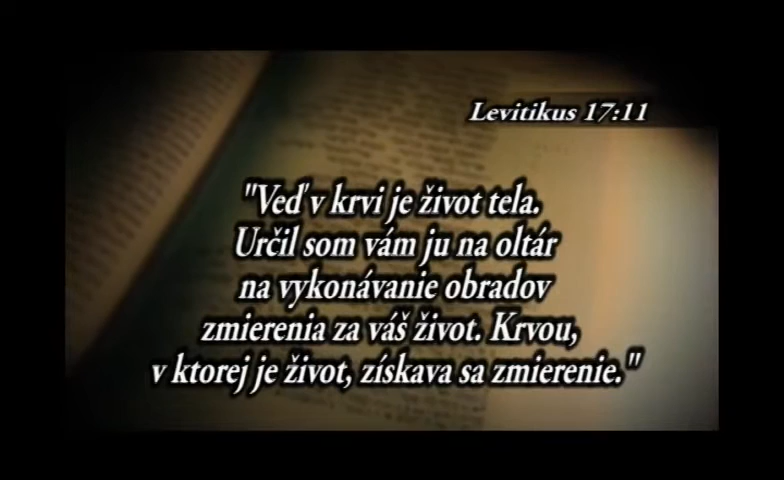 Levitikus 17:11
"Veď v krvi je život tela.
Určil som vám ju na oltár
na vykonávanie obradov
zmierenia za váš život. Krvou,
v ktorej je život, získava sa zmierenie."